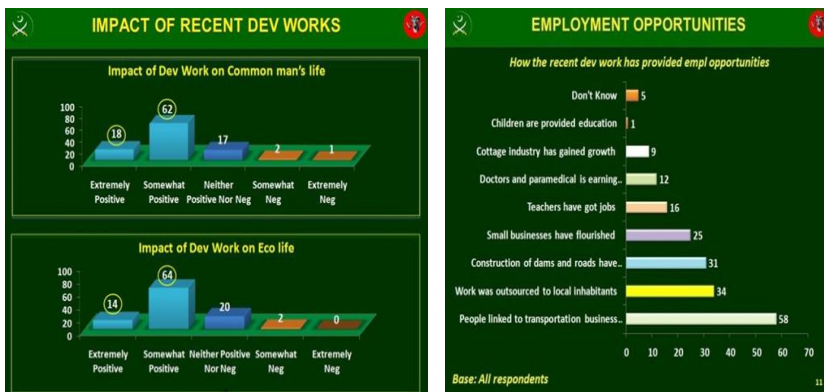 IMPACT OF RECENT DEV WORKS
Impact of Dev Work on Common man's life
100
80
60
40
20
0
18
62
17
2
1
Extremely
Positive
Somewhat
Positive
Neither
Positive Nor Neg
Somewhat
Neg
Extremely
Neg
Impact of Dev Work on Eco life
100
80
60
40
20
0
14
64
20
2
0
Extremely
Positive
Somewhat
Positive
Neither Positive
Nor Neg
Somewhat
Neg
Extremely
Neg
EMPLOYMENT OPPORTUNITIES
How the recent dev work has provided empl opportunities
Don't Know 5
Children are provided education 1
Cottage Industry has gained growth 9
Doctors and paramedical is earning.. 12
Teachers have got jobs 16
Small businesses have flourished 25
Construction of dams and roads have.. 31
Work was outsourced to local inhabitants 34
People linked to transportation business.. 58
0 10 20 30 40 50 60 70
Base: All respondents
11